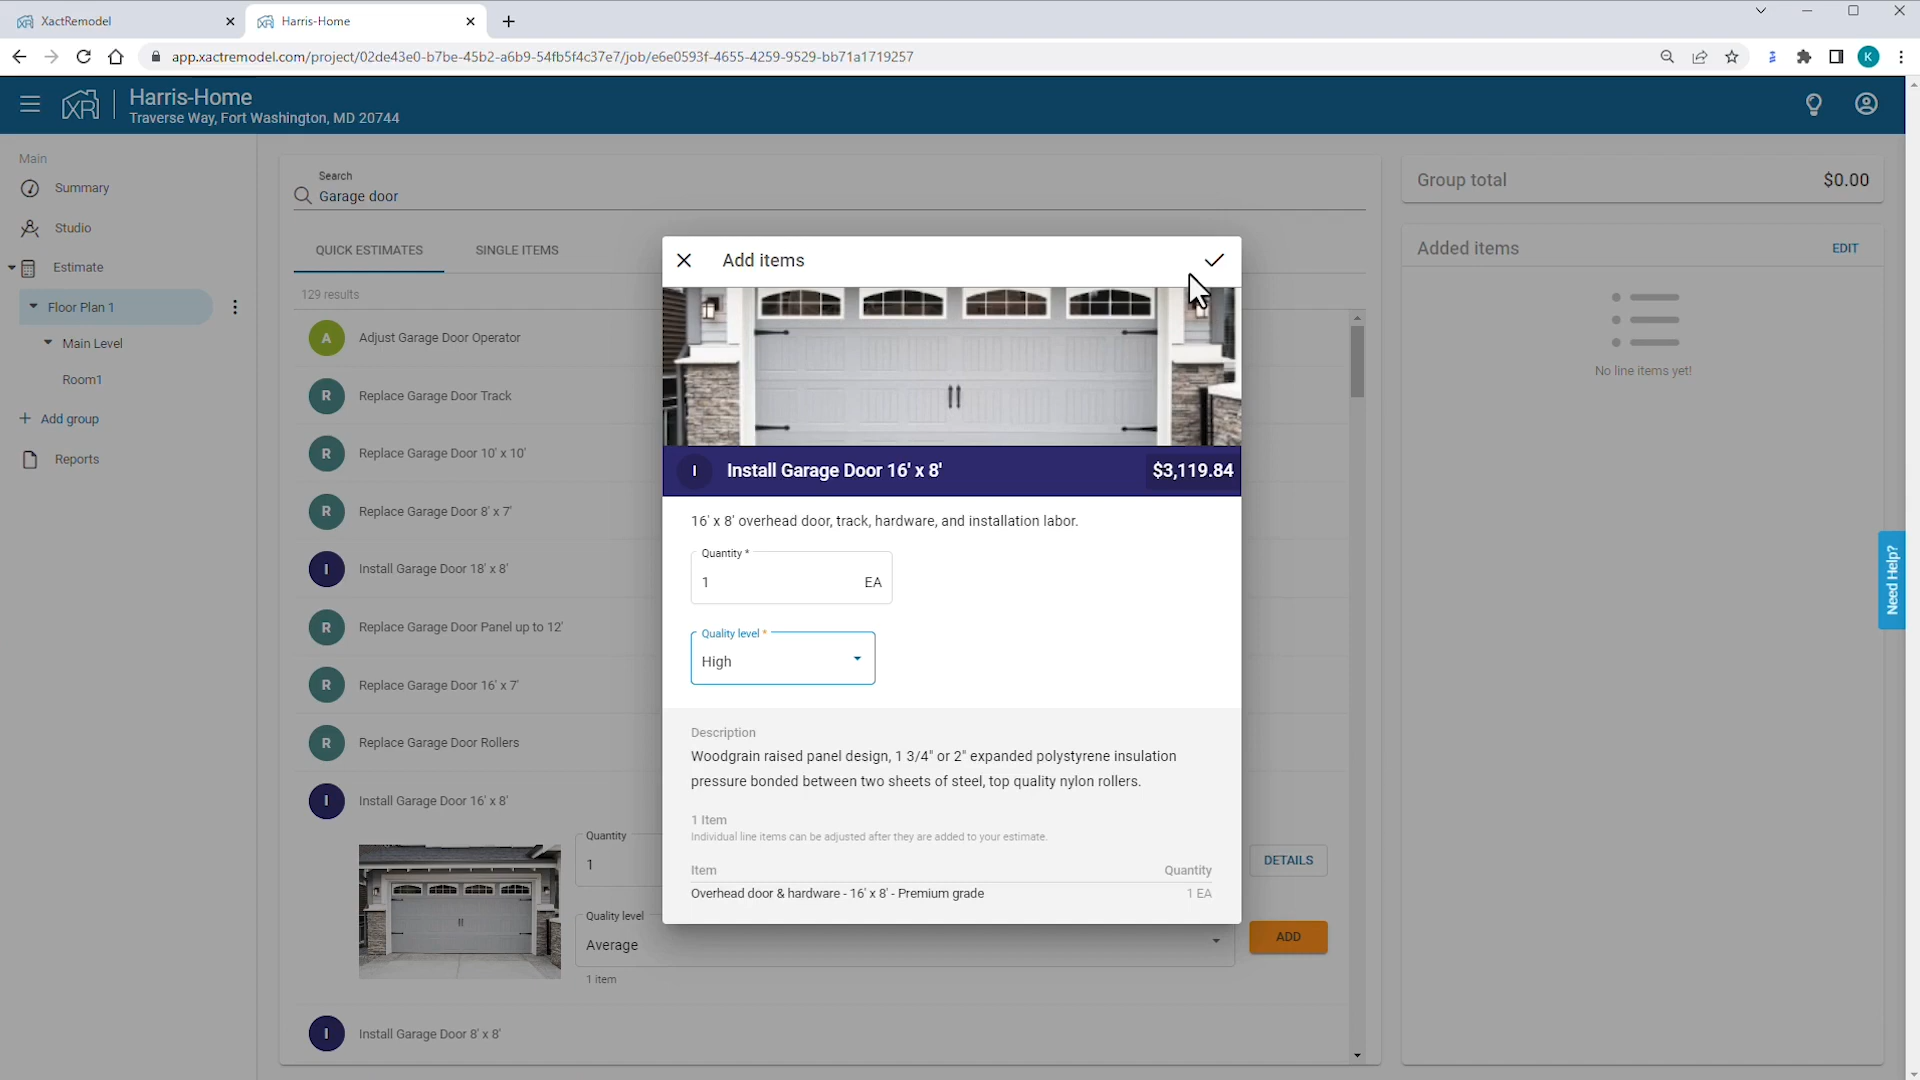 XactRemodel
Harris-Home
app.xactremodel.com/project/02de43e0-b7be-45b2-a6b9-54fb5f4c37e7/job/e6e0593f-4655-4259-9529-bb71a1719257
K
XR
Harris-Home
Traverse Way, Fort Washington, MD 20744
Main
Summary
Studio
Estimate
Floor Plan 1
Main Level
Room1
+ Add group
Reports
Search
Garage door
QUICK ESTIMATES
SINGLE ITEMS
129 results
A Adjust Garage Door Operator
R Replace Garage Door Track
R Replace Garage Door 10' x 10'
R Replace Garage Door 8' x 7'
I Install Garage Door 18' x 8'
R Replace Garage Door Panel up to 12'
R Replace Garage Door 16' x 7'
R Replace Garage Door Rollers
I Install Garage Door 16' x 8'
Quantity
1
DETAILS
Quality level
Average
ADD
1 item
I Install Garage Door 8' x 8'
Add items
I Install Garage Door 16' x 8' $3,119.84
16' x 8' overhead door, track, hardware, and installation labor.
Quantity *
1 EA
Quality level *
High
Description
Woodgrain raised panel design, 1 3/4" or 2" expanded polystyrene insulation
pressure bonded between two sheets of steel, top quality nylon rollers.
1 Item
Individual line items can be adjusted after they are added to your estimate.
Item Quantity
Overhead door & hardware - 16' x 8' - Premium grade 1 EA
Group total $0.00
Added items EDIT
No line items yet!
Need Help?